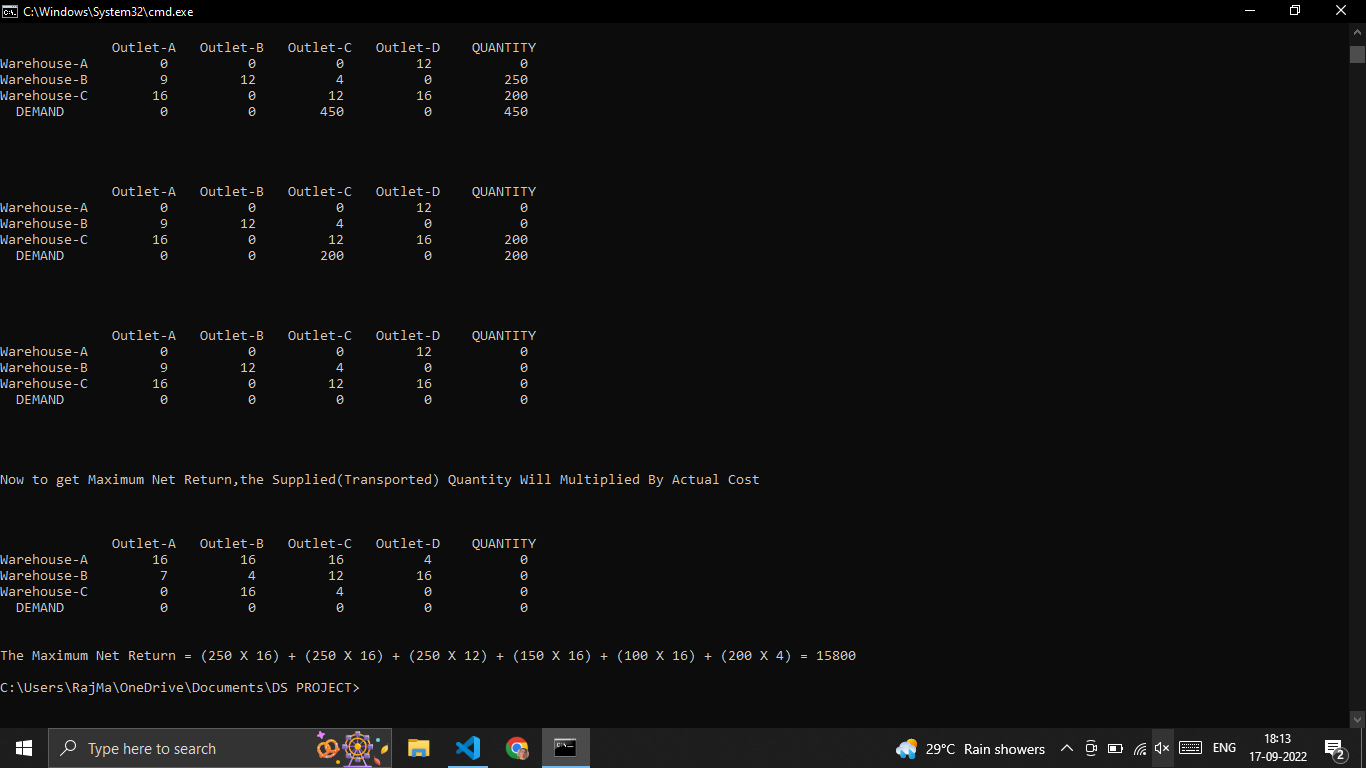 C:\Windows\System32\cmd.exe
Outlet-A Outlet-B Outlet-C Outlet-D QUANTITY
Warehouse-A 0 0 0 12 0
Warehouse-B 9 12 4 0 250
Warehouse-C 16 0 12 16 200
DEMAND 0 0 450 0 450
Outlet-A Outlet-B Outlet-C Outlet-D QUANTITY
Warehouse-A 0 0 0 12 0
Warehouse-B 9 12 4 0 0
Warehouse-C 16 0 12 16 200
DEMAND 0 0 200 0 200
Outlet-A Outlet-B Outlet-C Outlet-D QUANTITY
Warehouse-A 0 0 0 12 0
Warehouse-B 9 12 4 0 0
Warehouse-C 16 0 12 16 0
DEMAND 0 0 0 0 0
Now to get Maximum Net Return,the Supplied(Transported) Quantity Will Multiplied By Actual Cost
Outlet-A Outlet-B Outlet-C Outlet-D QUANTITY
Warehouse-A 16 16 16 4 0
Warehouse-B 7 4 12 16 0
Warehouse-C 0 16 4 0 0
DEMAND 0 0 0 0 0
The Maximum Net Return = (250 X 16) + (250 X 16) + (250 X 12) + (150 X 16) + (100 X 16) + (200 X 4) = 15800
C:\Users\RajMa\OneDrive\Documents\DS PROJECT>
Type here to search
29°C Rain showers
ENG
18:13
17-09-2022
2